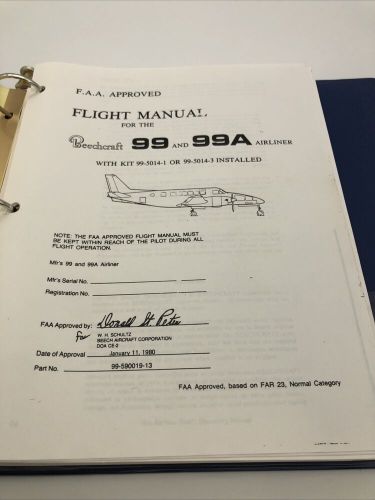 F.A.A. APPROVED
FLIGHT MANUAL
FOR THE
Beechcraft 99 AND 99A AIRLINER
WITH KIT 99-5014-1 OR 99-5014-3 INSTALLED
NOTE: THE FAA APPROVED FLIGHT MANUAL MUST
BE KEPT WITHIN REACH OF THE PILOT DURING ALL
FLIGHT OPERATION.
Mfr's 99 and 99A Airliner
Mfr's Serial No.
Registration No.
FAA Approved by: Donald H. Peter
for W. H. SCHULTZ
BEECH AIRCRAFT CORPORATION
DOA CE-2
Date of Approval January 11, 1980
Part No. 99-590019-13
FAA Approved, based on FAR 23, Normal Category